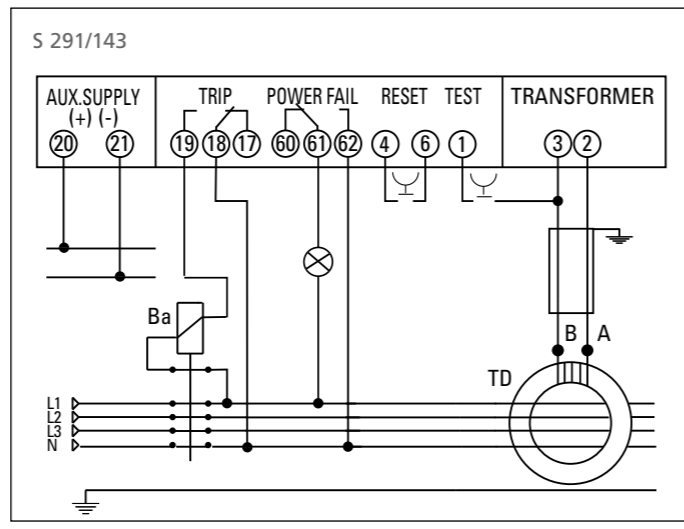 S 291/143
AUX.SUPPLY TRIP POWER FAIL RESET TEST TRANSFORMER
(+) (-)
20 21 19 18 17 60 61 62 4 6 1 3 2
Ba
B A
TD
L1
L2
L3
N